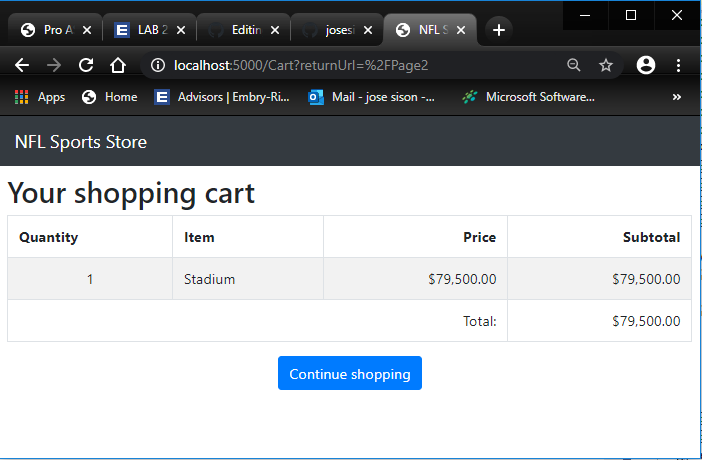 Pro A
LAB 2
Editin
josesi
NFL S
localhost:5000/Cart?returnUrl=%2FPage2
Apps Home Advisors | Embry-Ri... Mail - jose sison -... Microsoft Software... »
NFL Sports Store
Your shopping cart
Quantity Item Price Subtotal
1 Stadium $79,500.00 $79,500.00
Total: $79,500.00
Continue shopping